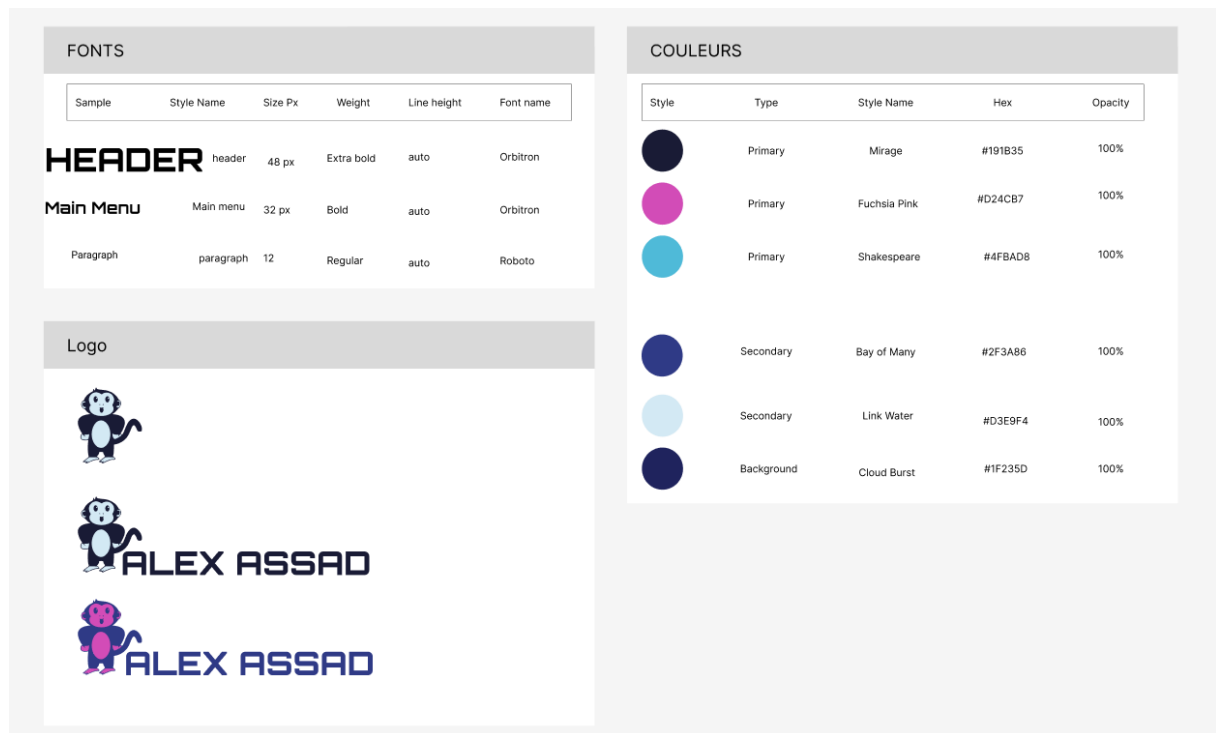 FONTS
Sample Style Name Size Px Weight Line height Font name
HEADER header 48 px Extra bold auto Orbitron
Main Menu Main menu 32 px Bold auto Orbitron
Paragraph paragraph 12 Regular auto Roboto
Logo
ALEX ASSAD
ALEX ASSAD
COULEURS
Style Type Style Name Hex Opacity
Primary Mirage #191B35 100%
Primary Fuchsia Pink #D24CB7 100%
Primary Shakespeare #4FBAD8 100%
Secondary Bay of Many #2F3A86 100%
Secondary Link Water #D3E9F4 100%
Background Cloud Burst #1F235D 100%